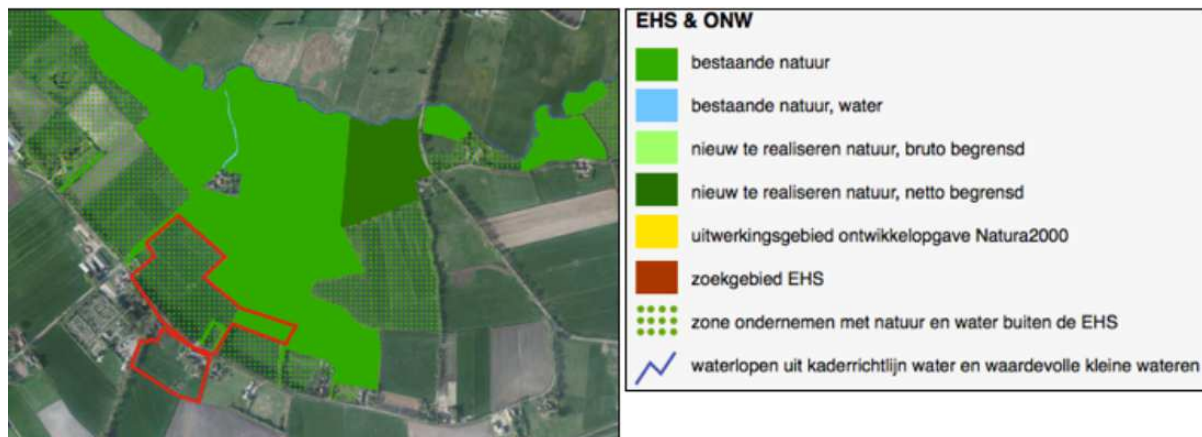 EHS & ONW
bestaande natuur
bestaande natuur, water
nieuw te realiseren natuur, bruto begrensd
nieuw te realiseren natuur, netto begrensd
uitwerkingsgebied ontwikkelopgave Natura2000
zoekgebied EHS
zone ondernemen met natuur en water buiten de EHS
waterlopen uit kaderrichtlijn water en waardevolle kleine wateren